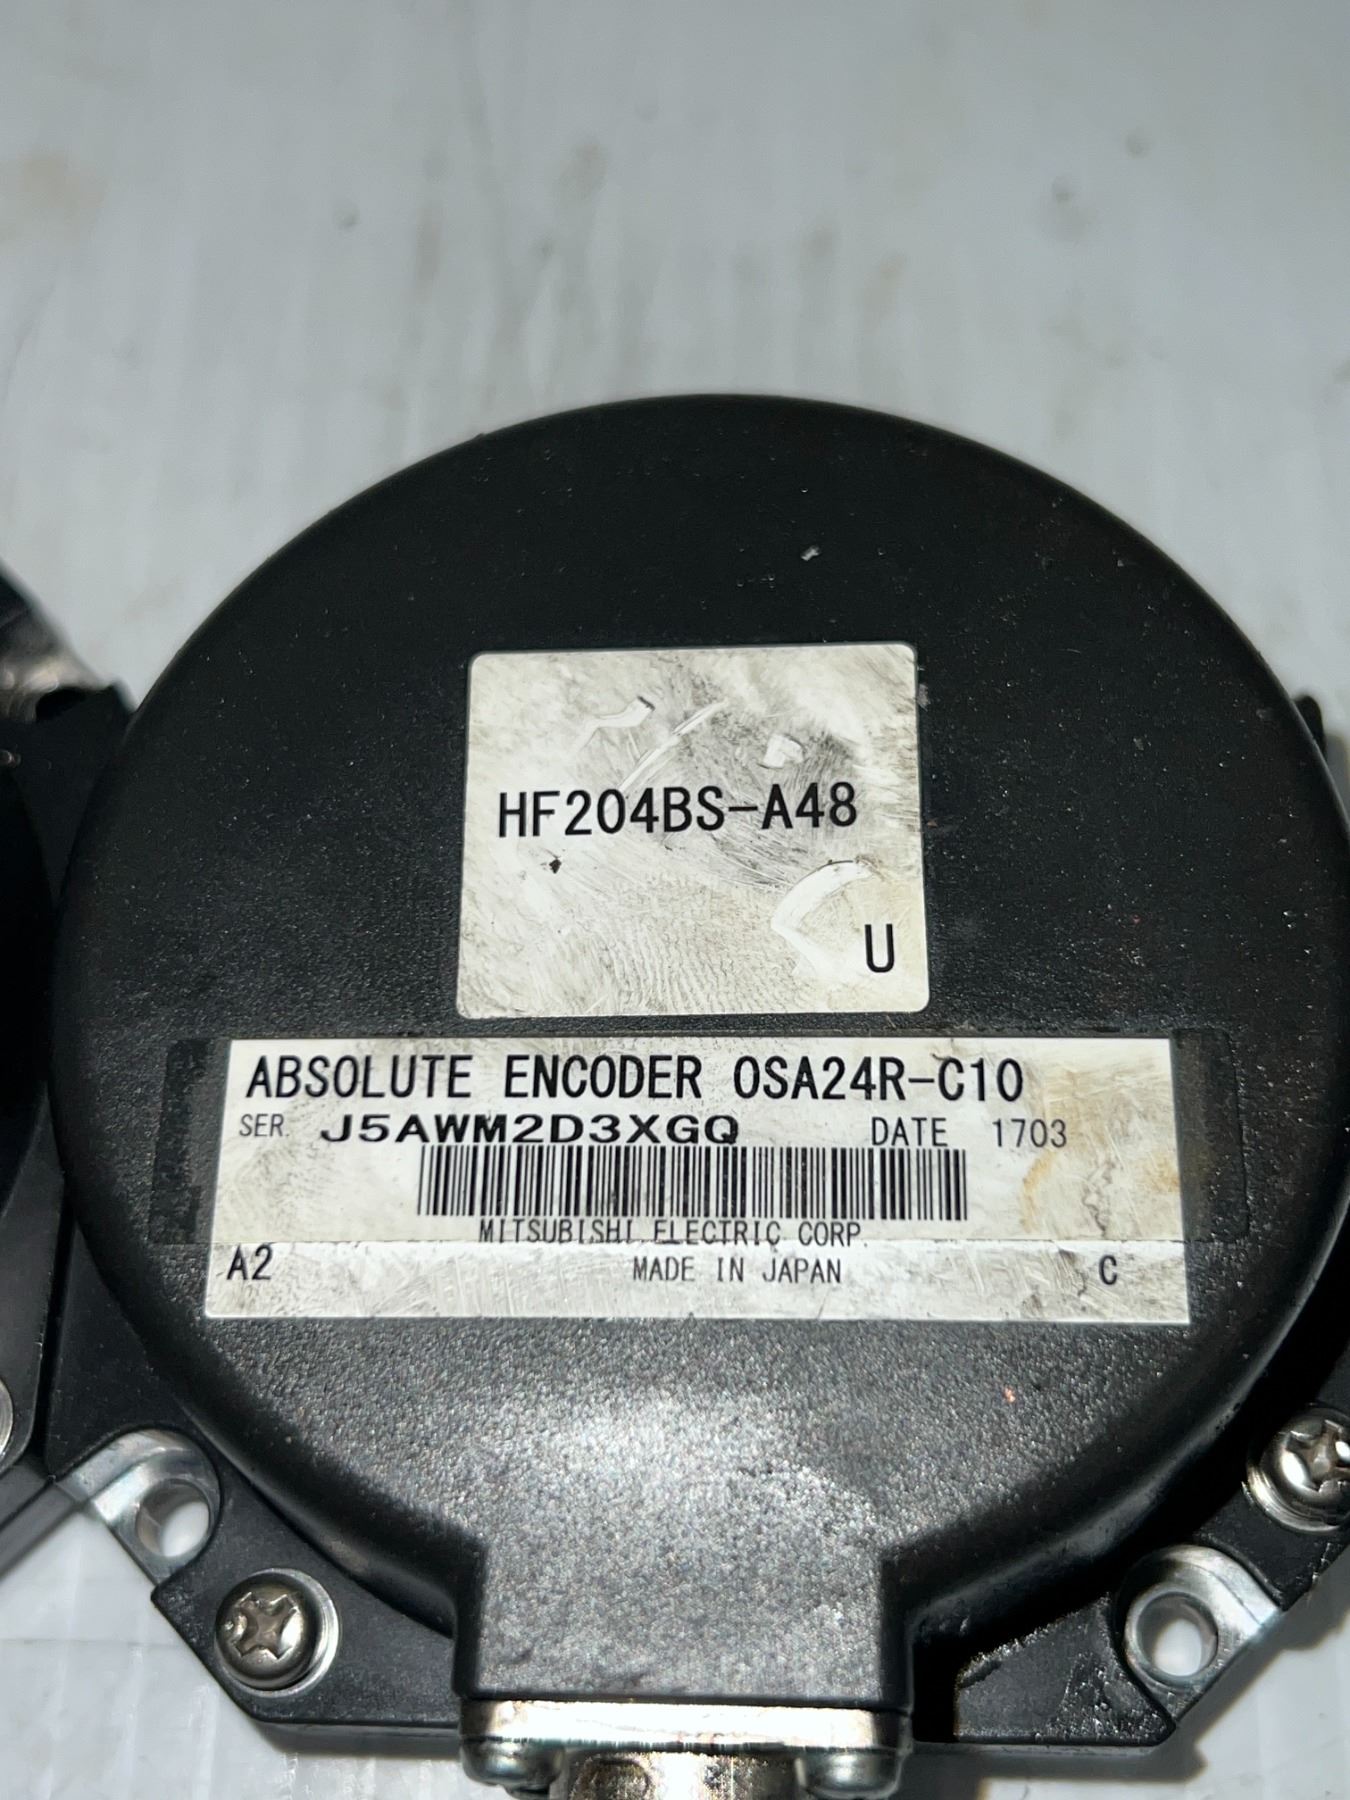 HF204BS-A48
U
ABSOLUTE ENCODER OSA24R-C10
SER. J5AWM2D3XGQ DATE 1703
MITSUBISHI ELECTRIC CORP.
A2 MADE IN JAPAN C